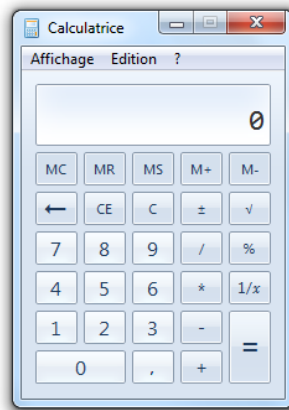 Calculatrice
Affichage Edition ?
0
MC MR MS M+ M-
← CE C ± √
7 8 9 / %
4 5 6 * 1/x
1 2 3 - =
0 , +